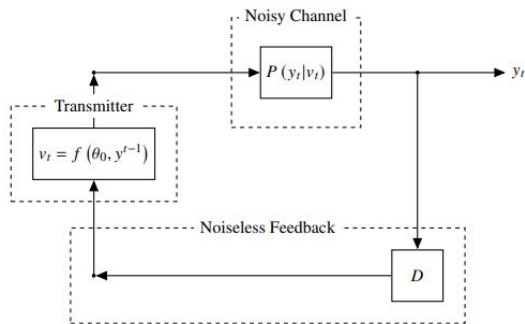 Noisy Channel
P (y_t|v_t)
y_t
Transmitter
v_t = f (θ_0, y^{t−1})
Noiseless Feedback
D